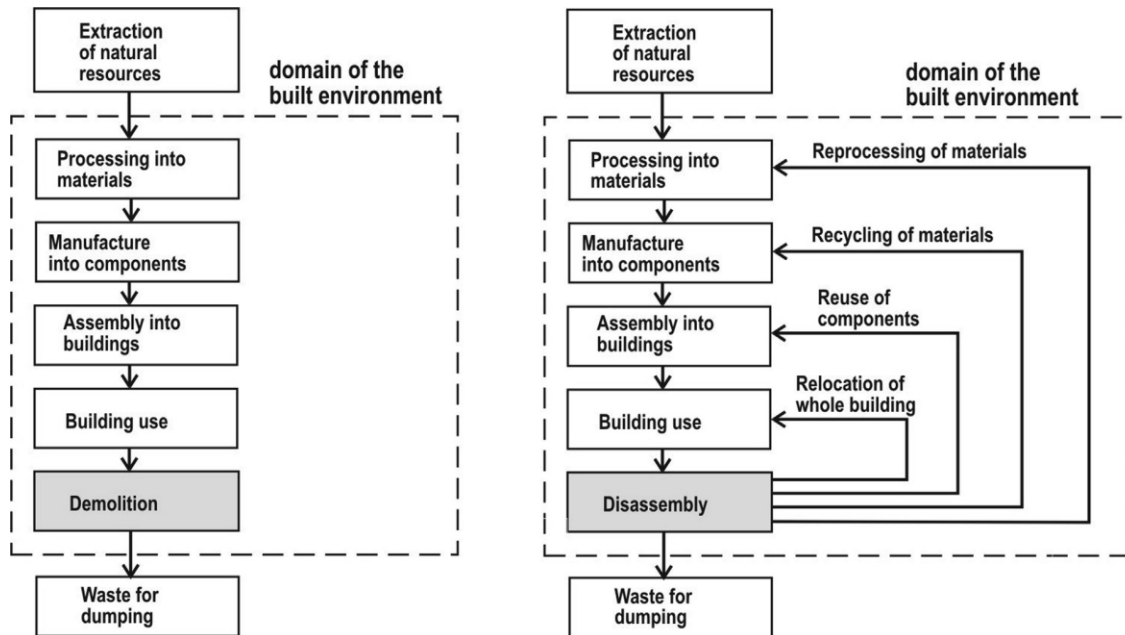 Extraction
of natural
resources
domain of the
built environment
Processing into
materials
Manufacture
into components
Assembly into
buildings
Building use
Demolition
Waste for
dumping
Extraction
of natural
resources
domain of the
built environment
Processing into
materials
Reprocessing of materials
Manufacture
into components
Recycling of materials
Assembly into
buildings
Reuse of
components
Building use
Relocation of
whole building
Disassembly
Waste for
dumping